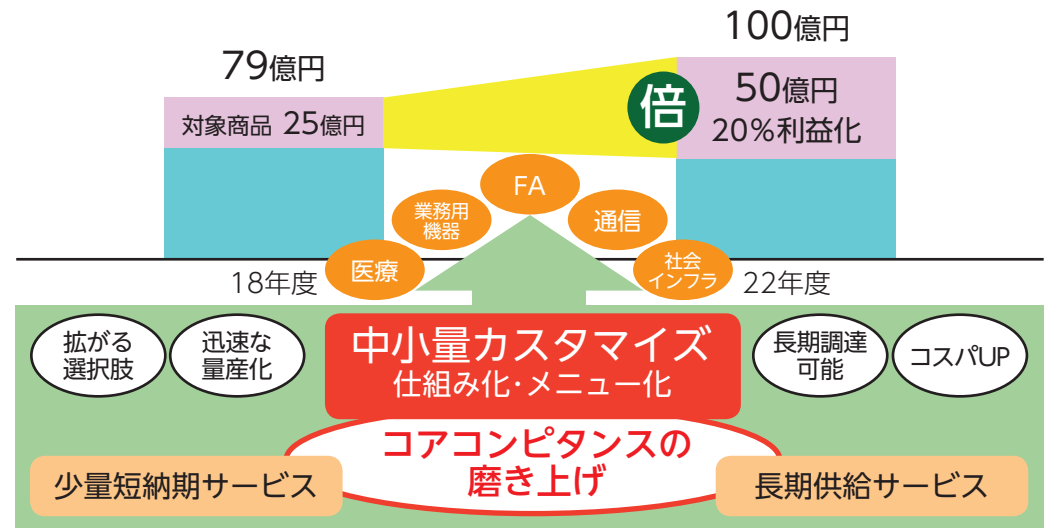 100億円
79億円
倍
50億円
20%利益化
対象商品 25億円
FA
業務用
機器
通信
医療
社会
インフラ
18年度
22年度
拡がる
選択肢
迅速な
量産化
中小量カスタマイズ
仕組み化・メニュー化
長期調達
可能
コスパUP
コアコンピタンスの
磨き上げ
少量短納期サービス
長期供給サービス